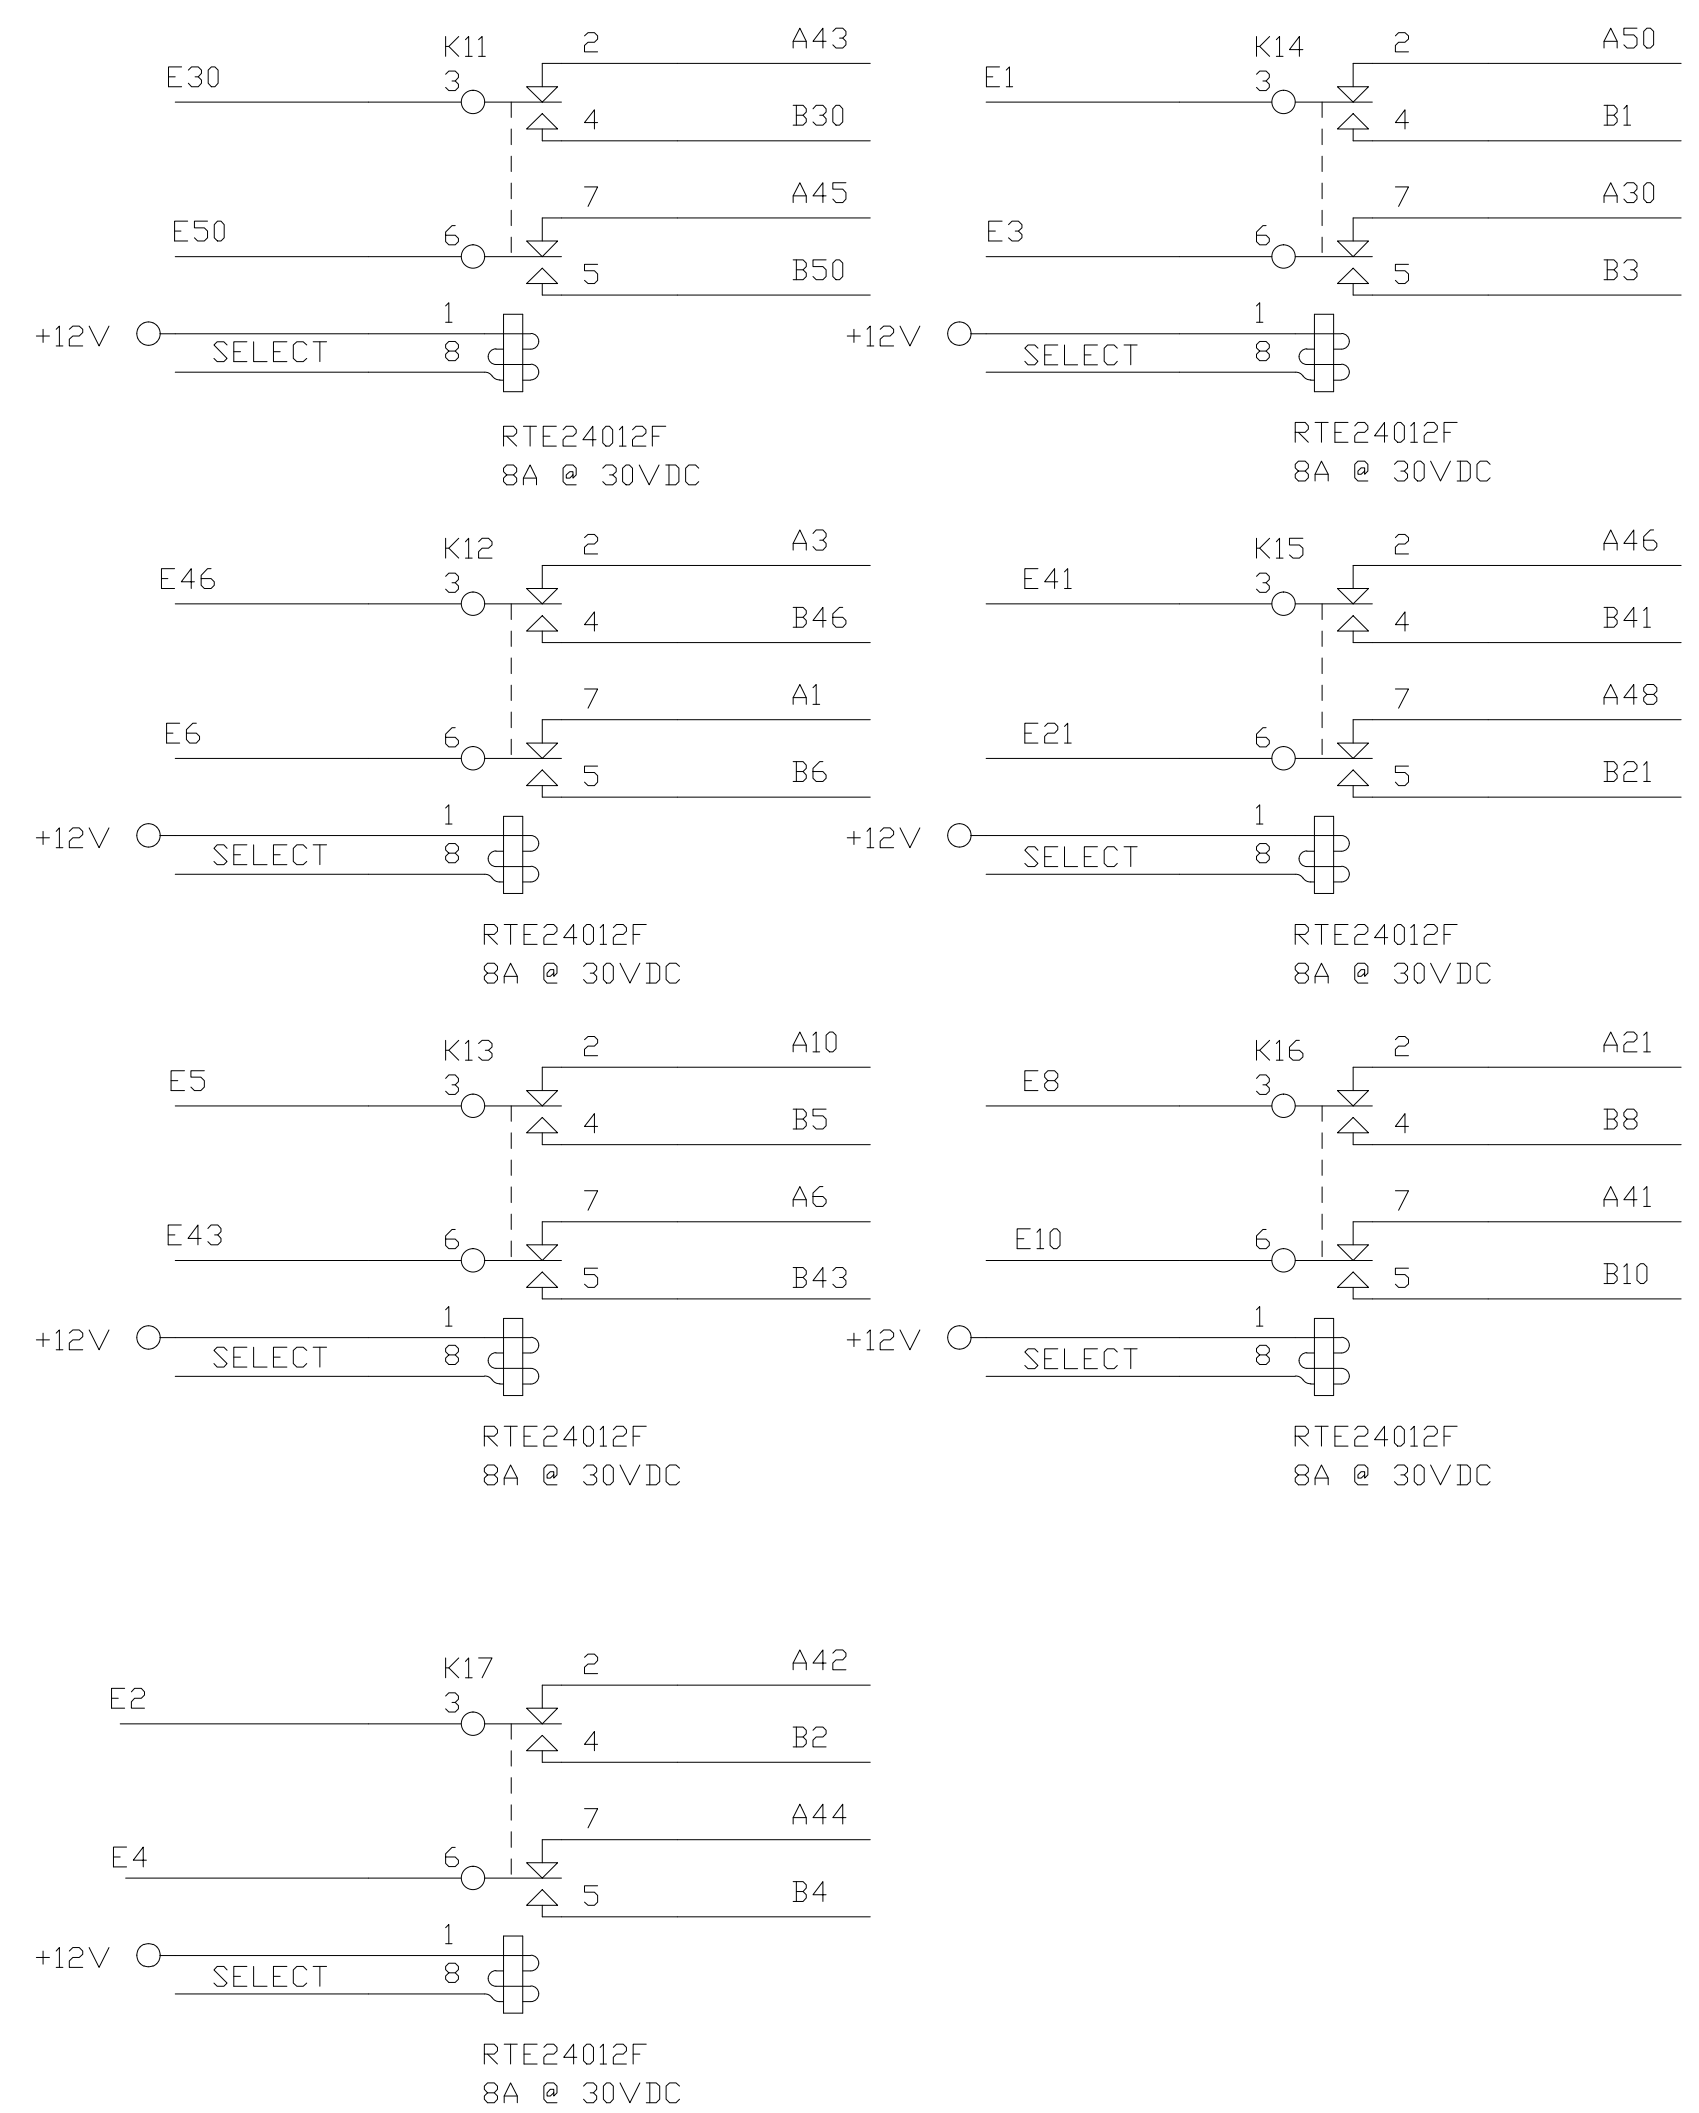 K11 2 A43
E30 3
4 B30
7 A45
E50 6
5 B50
+12V 1
SELECT 8
RTE24012F
8A @ 30VDC
K14 2 A50
E1 3
4 B1
7 A30
E3 6
5 B3
+12V 1
SELECT 8
RTE24012F
8A @ 30VDC
K12 2 A3
E46 3
4 B46
7 A1
E6 6
5 B6
+12V 1
SELECT 8
RTE24012F
8A @ 30VDC
K15 2 A46
E41 3
4 B41
7 A48
E21 6
5 B21
+12V 1
SELECT 8
RTE24012F
8A @ 30VDC
K13 2 A10
E5 3
4 B5
7 A6
E43 6
5 B43
+12V 1
SELECT 8
RTE24012F
8A @ 30VDC
K16 2 A21
E8 3
4 B8
7 A41
E10 6
5 B10
+12V 1
SELECT 8
RTE24012F
8A @ 30VDC
K17 2 A42
E2 3
4 B2
7 A44
E4 6
5 B4
+12V 1
SELECT 8
RTE24012F
8A @ 30VDC